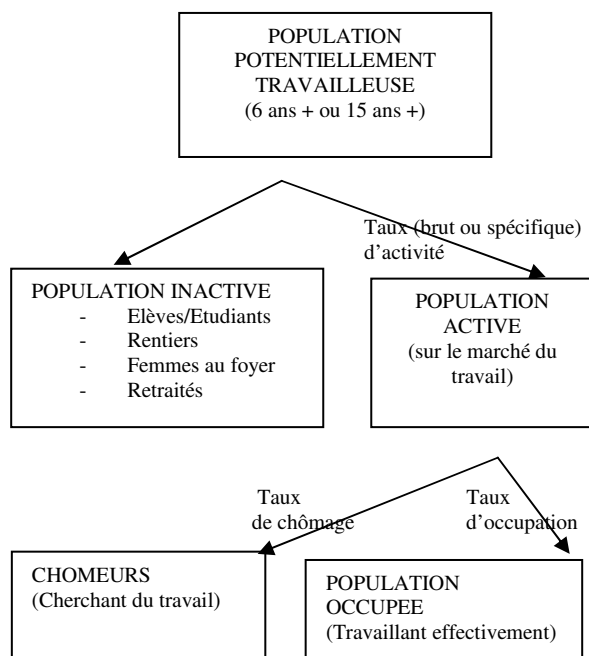 POPULATION
POTENTIELLEMENT
TRAVAILLEUSE
(6 ans + ou 15 ans +)
Taux (brut ou spécifique)
d’activité
POPULATION INACTIVE
- Elèves/Etudiants
- Rentiers
- Femmes au foyer
- Retraités
POPULATION
ACTIVE
(sur le marché du
travail)
Taux
de chômage
Taux
d’occupation
CHOMEURS
(Cherchant du travail)
POPULATION
OCCUPEE
(Travaillant effectivement)